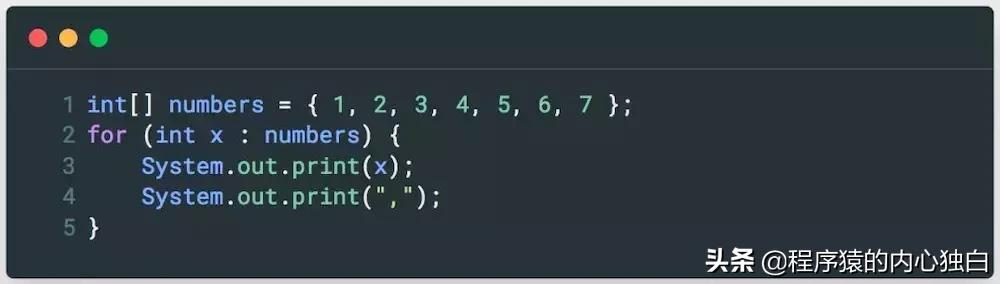 1 int[] numbers = { 1, 2, 3, 4, 5, 6, 7 };
2 for (int x : numbers) {
3     System.out.print(x);
4     System.out.print(",");
5 }
头条 @程序猿的内心独白